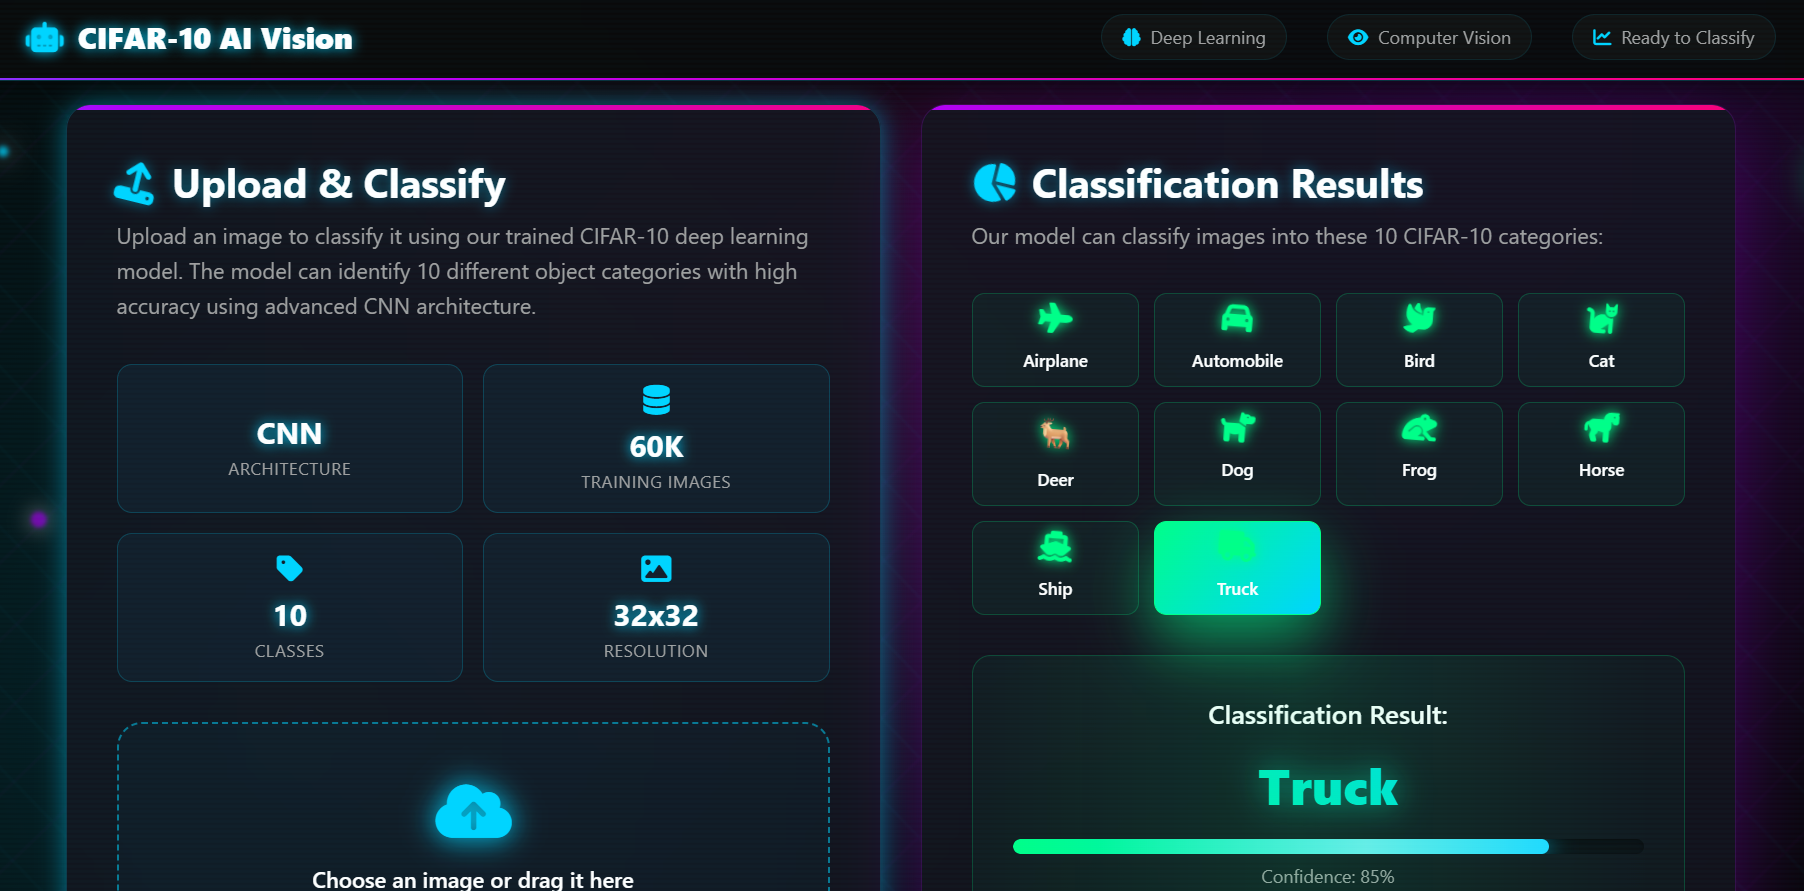 CIFAR-10 AI Vision
Deep Learning
Computer Vision
Ready to Classify
Upload & Classify
Upload an image to classify it using our trained CIFAR-10 deep learning
model. The model can identify 10 different object categories with high
accuracy using advanced CNN architecture.
CNN
ARCHITECTURE
60K
TRAINING IMAGES
10
CLASSES
32x32
RESOLUTION
Choose an image or drag it here
Classification Results
Our model can classify images into these 10 CIFAR-10 categories:
Airplane
Automobile
Bird
Cat
Deer
Dog
Frog
Horse
Ship
Truck
Classification Result:
Truck
Confidence: 85%